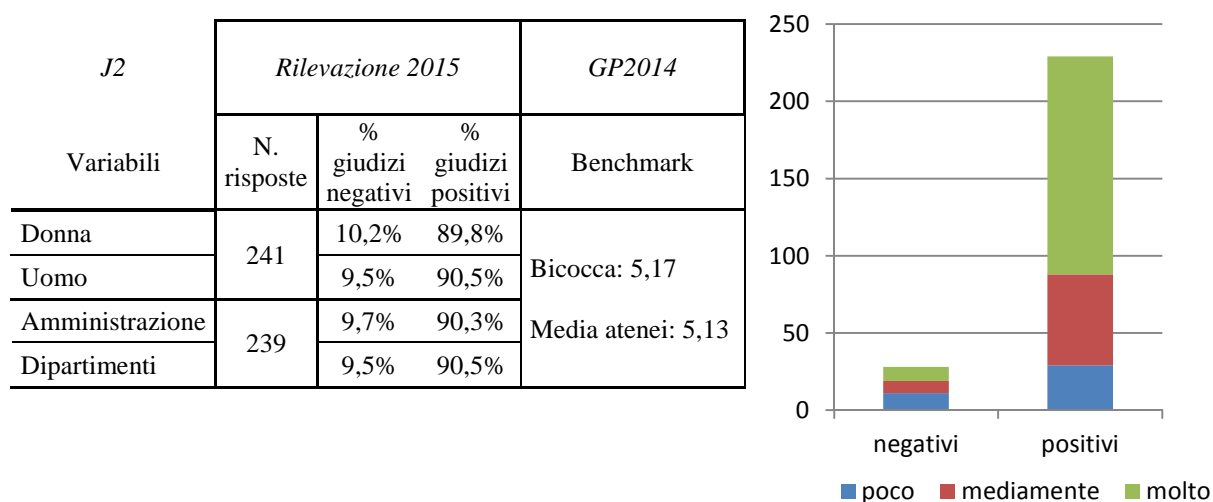 J2 Rilevazione 2015 GP2014
Variabili N. risposte % giudizi negativi % giudizi positivi Benchmark
Donna 241 10,2% 89,8% Bicocca: 5,17
Uomo 9,5% 90,5%
Amministrazione 239 9,7% 90,3% Media atenei: 5,13
Dipartimenti 9,5% 90,5%
250
200
150
100
50
0
negativi positivi
poco mediamente molto